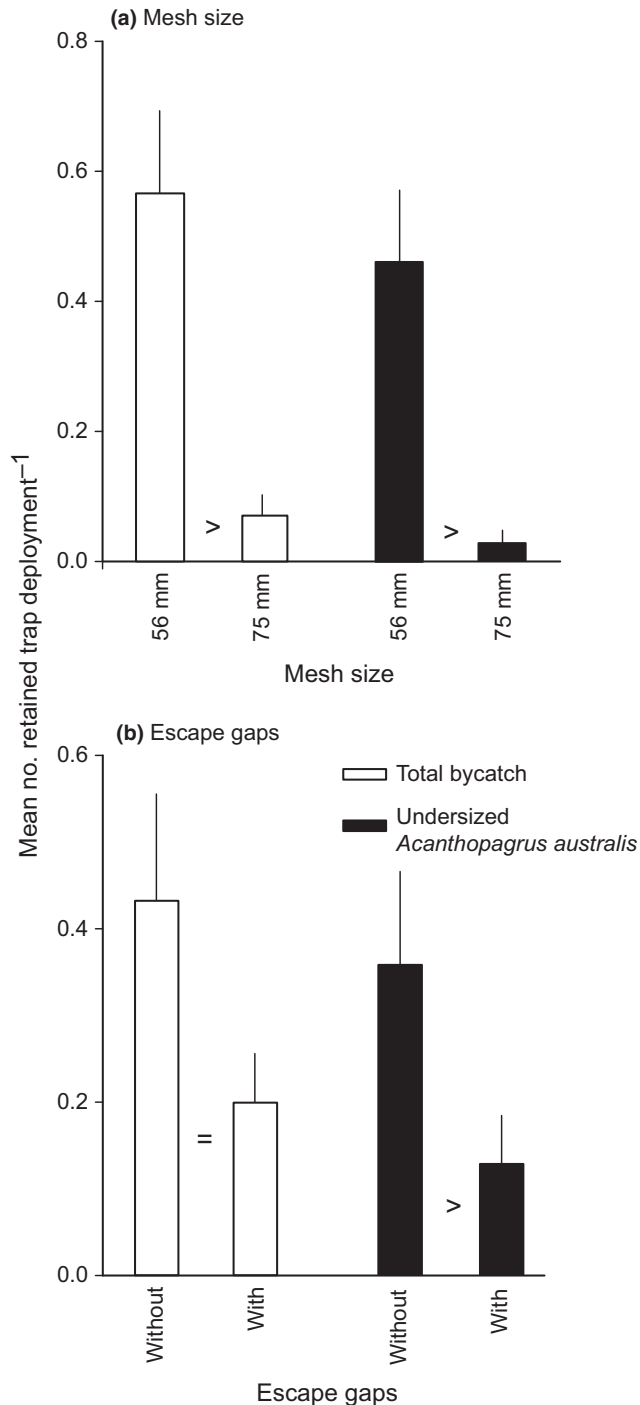 (a) Mesh size
Mean no. retained trap deployment⁻¹
0.8
0.6
0.4
0.2
0.0
> >
56 mm 75 mm 56 mm 75 mm
Mesh size
(b) Escape gaps
0.6
0.4
0.2
0.0
Total bycatch
Undersized
Acanthopagrus australis
= >
Without With Without With
Escape gaps